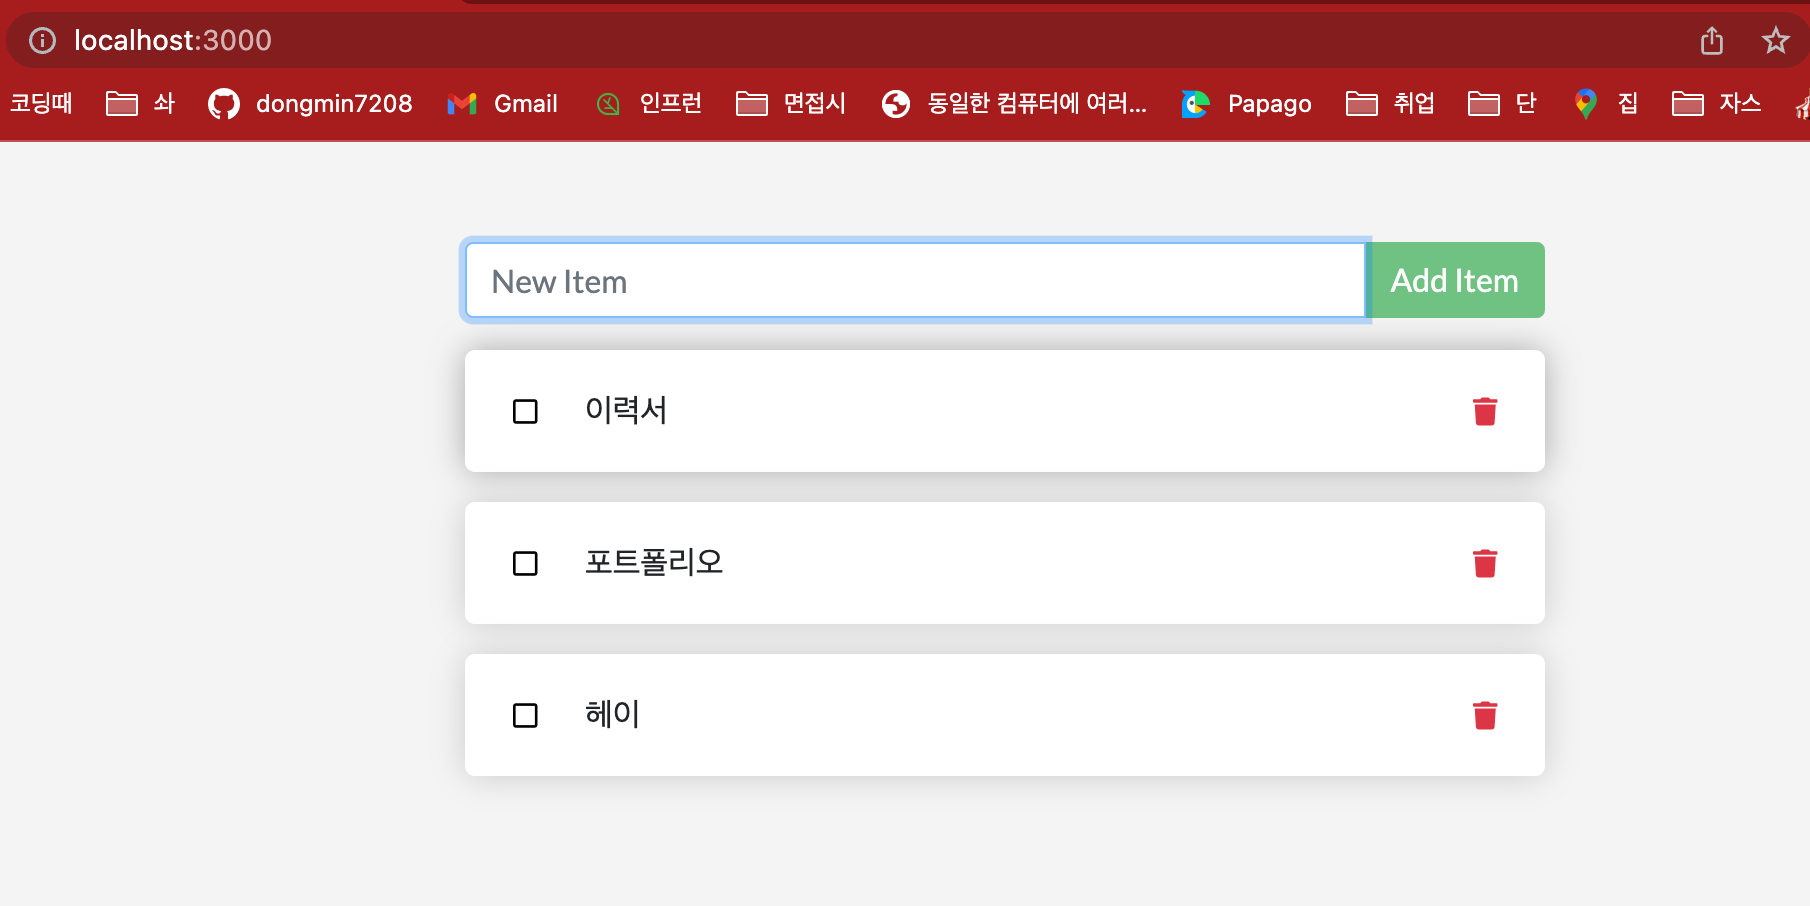 localhost:3000
코딩때 솨 dongmin7208 Gmail 인프런 면접시 동일한 컴퓨터에 여러... Papago 취업 단 집 자스
New Item Add Item
이력서
포트폴리오
헤이